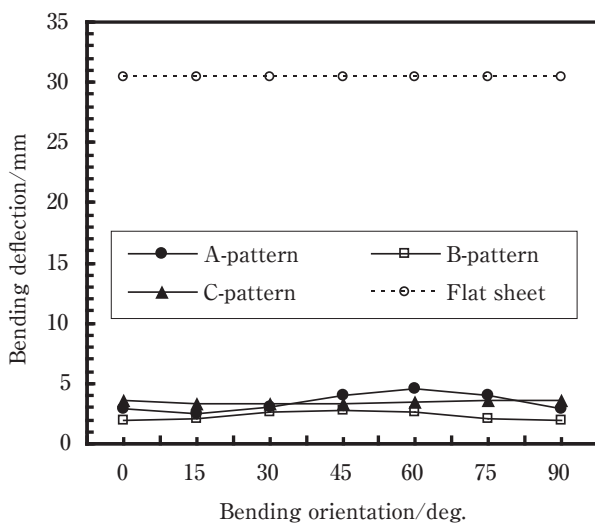 35
30
25
20
15
10
5
0
Bending deflection/mm
A-pattern B-pattern
C-pattern Flat sheet
0 15 30 45 60 75 90
Bending orientation/deg.